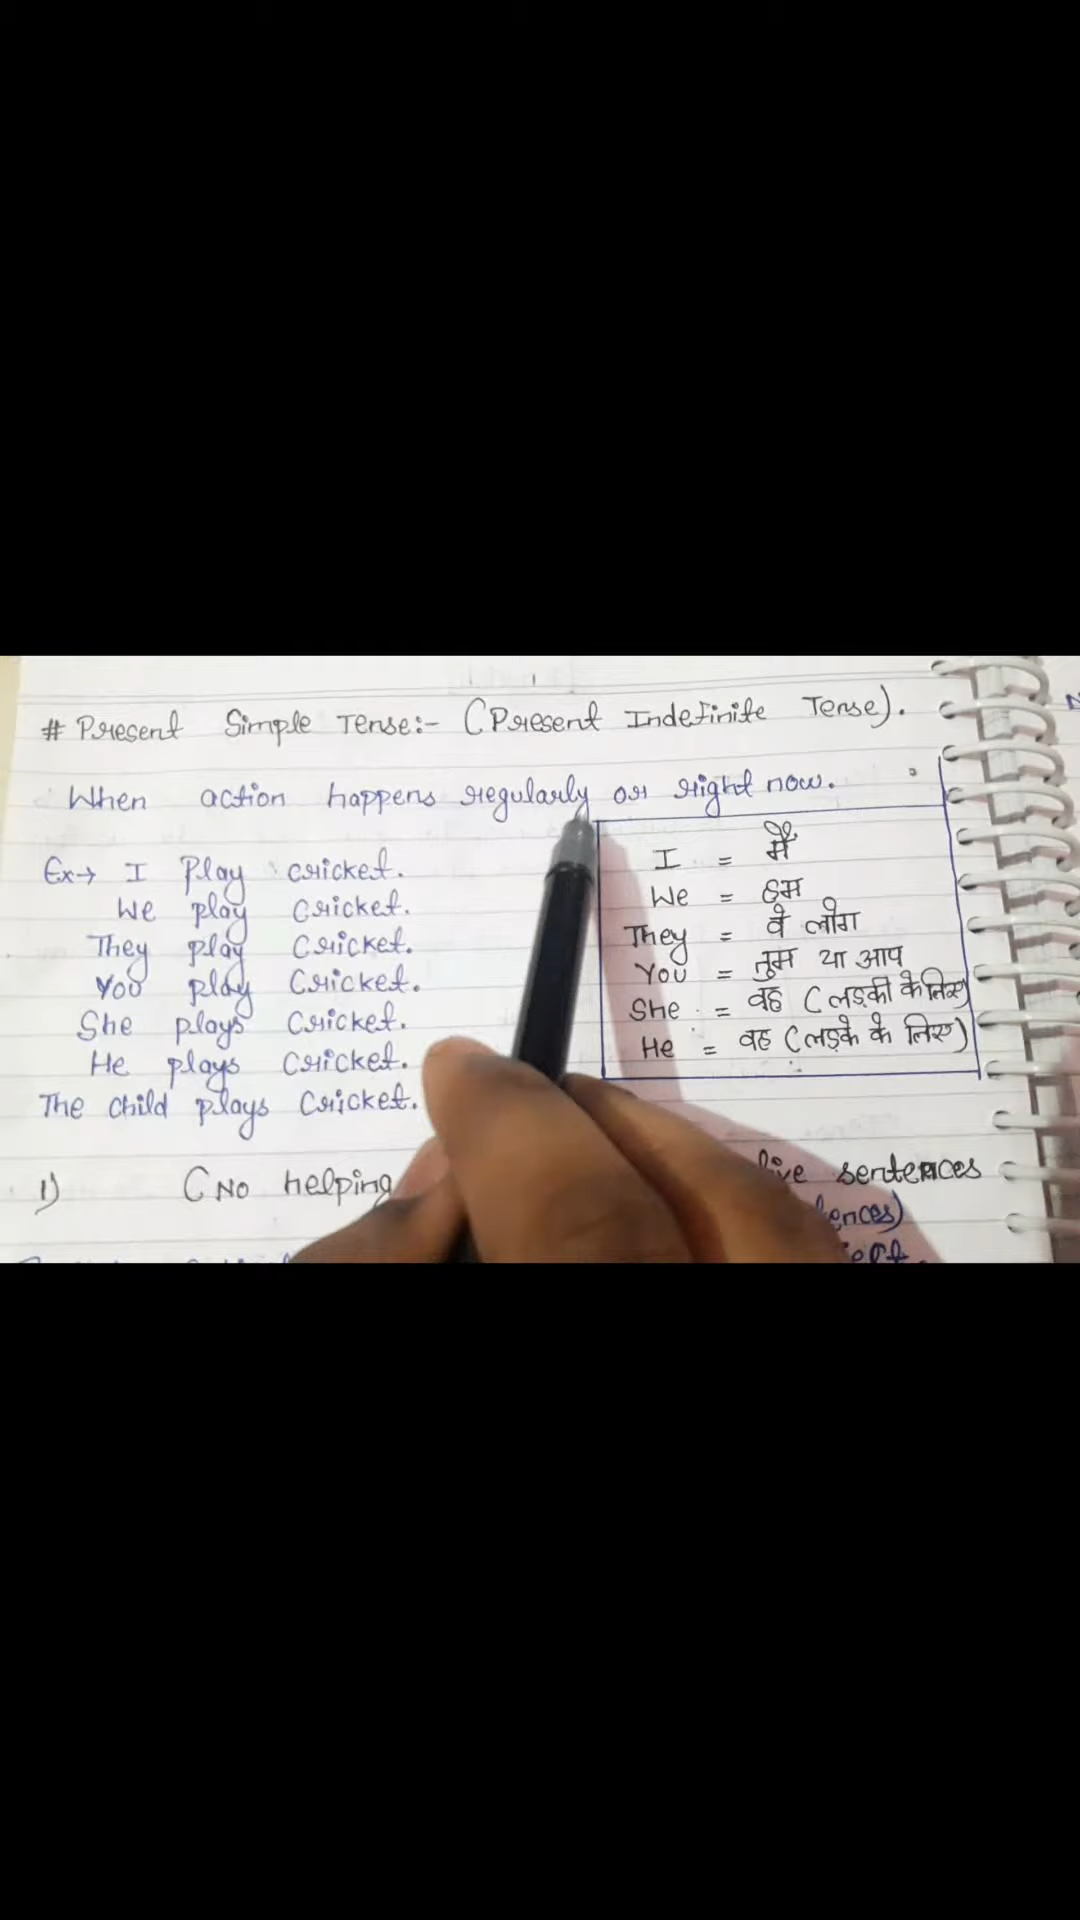 # Present Simple Tense:- (Present Indefinite Tense).
When action happens regularly or right now.
Ex→ I Play cricket.
We play Cricket.
They play Cricket.
You play Cricket.
She plays Cricket.
He plays Cricket.
The child plays Cricket.
I = मैं
We = हम
They = वे लोग
You = तुम या आप
She = वह (लड़की के लिए)
He = वह (लड़के के लिए)
1) (No helping sentences